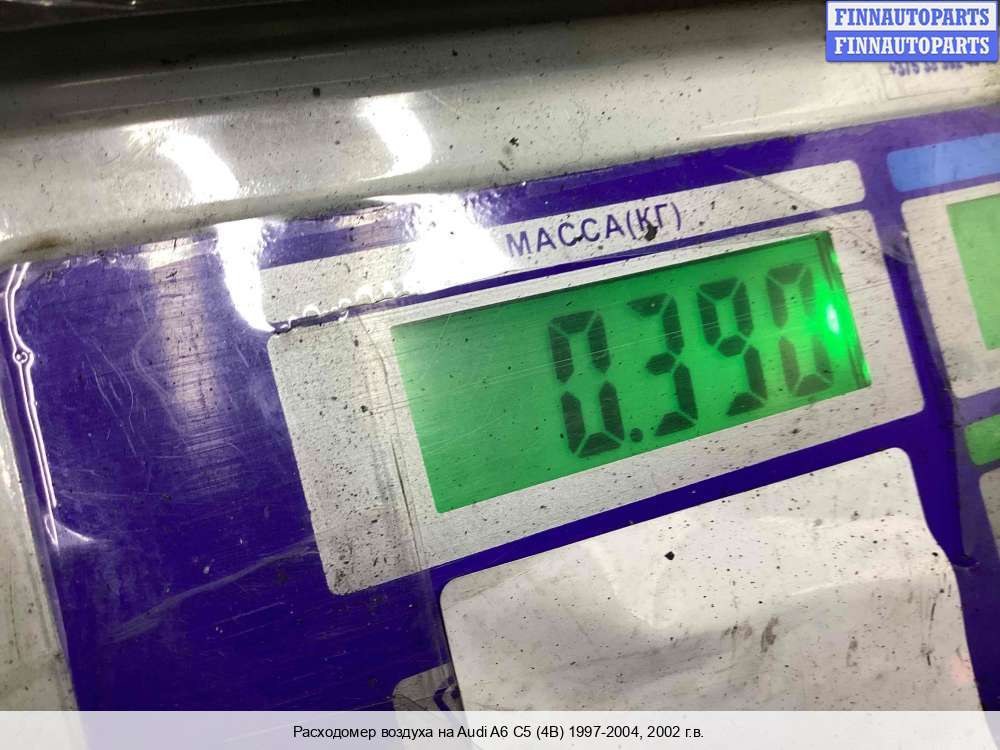 FINNAUTOPARTS
FINNAUTOPARTS
МАССА(КГ)
0.390
Расходомер воздуха на Audi A6 C5 (4B) 1997-2004, 2002 г.в.